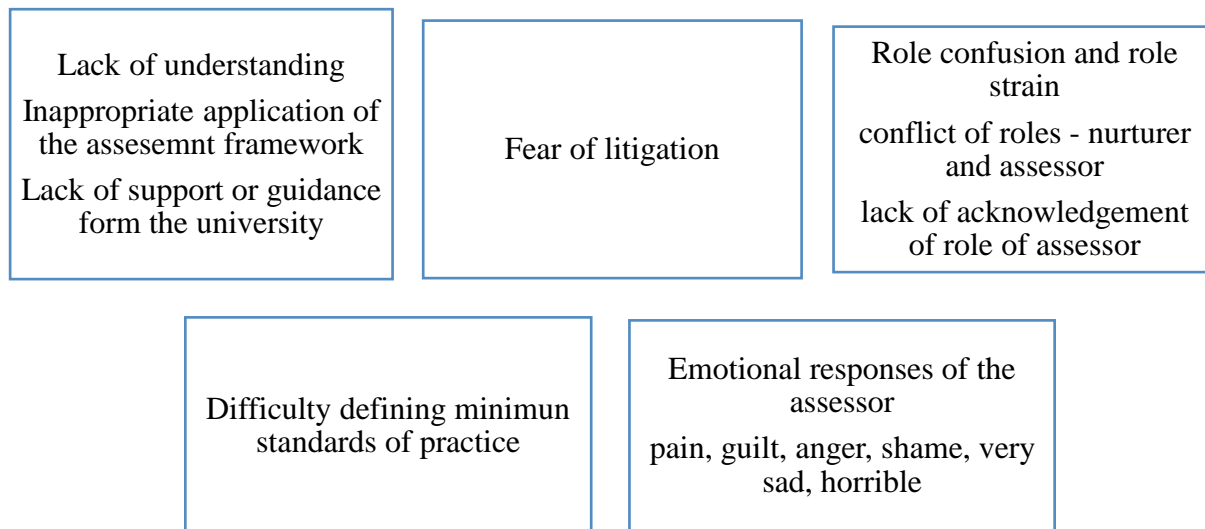 Lack of understanding
Inappropriate application of
the assesemnt framework
Lack of support or guidance
form the university
Fear of litigation
Role confusion and role
strain
conflict of roles - nurturer
and assessor
lack of acknowledgement
of role of assessor
Difficulty defining minimun
standards of practice
Emotional responses of the
assessor
pain, guilt, anger, shame, very
sad, horrible